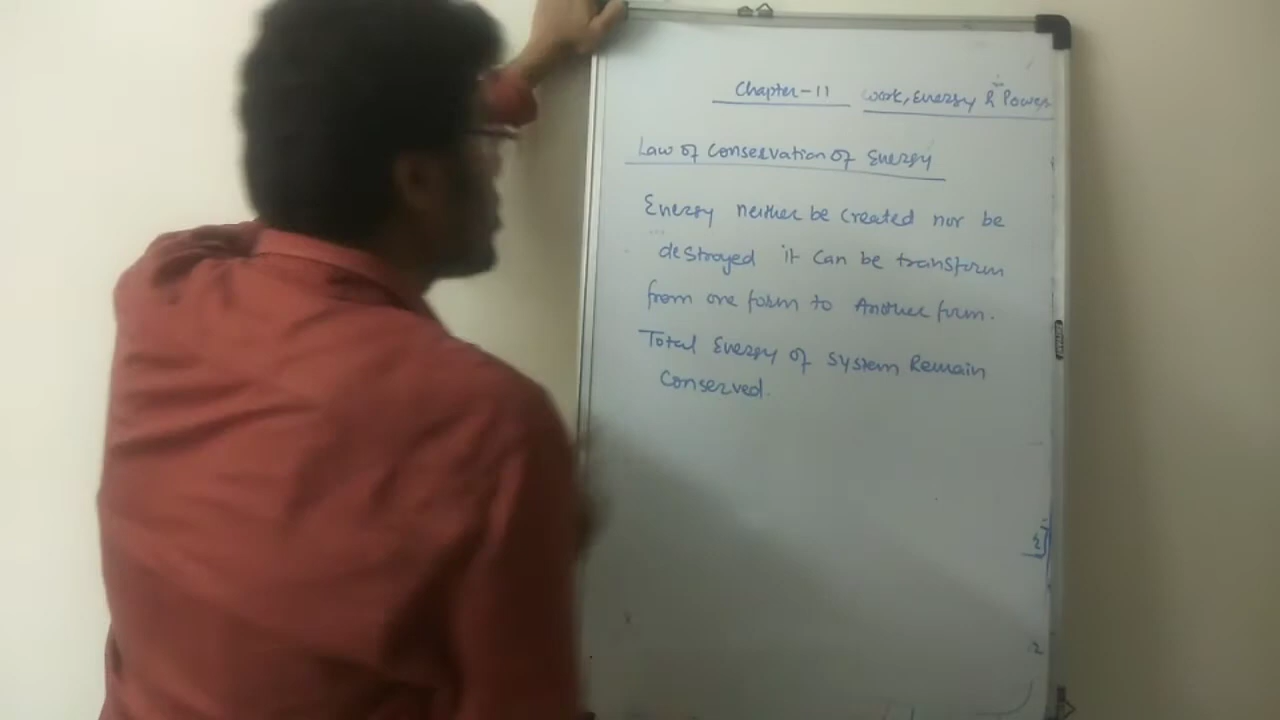 Chapter-11 Work, Energy & Power
Law of Conservation of Energy
Energy neither be created nor be
destroyed it can be transform
from one form to Another form.
Total Energy of System Remain
Conserved.